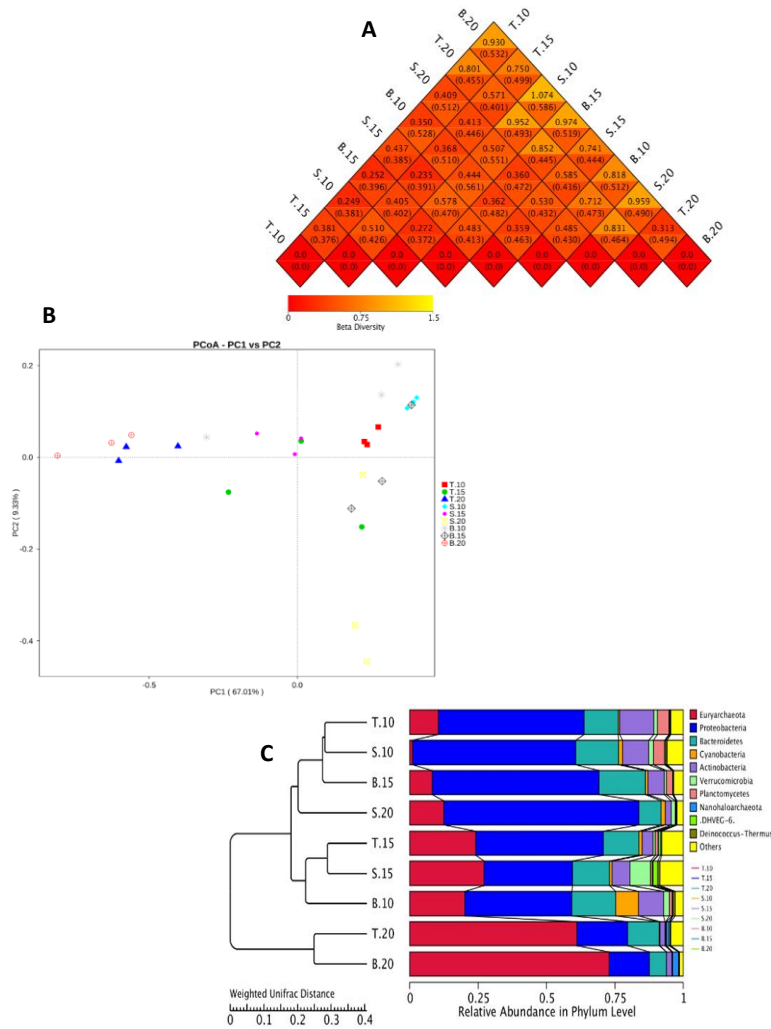 A
B.20 T.10
0.930
(0.532)
T.20 T.15
0.801 0.750
(0.455) (0.499)
S.20 S.10
0.409 0.571 1.074
(0.512) (0.401) (0.586)
B.10 B.15
0.350 0.413 0.952 0.974
(0.528) (0.446) (0.493) (0.519)
S.15 S.15
0.437 0.368 0.507 0.852 0.741
(0.385) (0.510) (0.551) (0.445) (0.444)
B.15 B.10
0.252 0.235 0.444 0.360 0.585 0.818
(0.396) (0.391) (0.561) (0.472) (0.416) (0.512)
S.10 S.20
0.249 0.405 0.578 0.362 0.530 0.712 0.959
(0.381) (0.402) (0.470) (0.482) (0.432) (0.473) (0.490)
T.15 T.20
0.381 0.510 0.272 0.483 0.359 0.485 0.831 0.313
(0.376) (0.426) (0.372) (0.413) (0.463) (0.430) (0.464) (0.494)
T.10 B.20
0.0 0.0 0.0 0.0 0.0 0.0 0.0 0.0 0.0
(0.0) (0.0) (0.0) (0.0) (0.0) (0.0) (0.0) (0.0) (0.0)
0 0.75 1.5
Beta Diversity
B
PCoA - PC1 vs PC2
0.2
0.0
-0.2
-0.4
PC2 ( 9.33% )
-0.5 0.0
PC1 ( 67.01% )
T.10
T.15
T.20
S.10
S.15
S.20
B.10
B.15
B.20
C
T.10
S.10
B.15
S.20
T.15
S.15
B.10
T.20
B.20
Weighted Unifrac Distance
0 0.1 0.2 0.3 0.4
0 0.25 0.5 0.75 1
Relative Abundance in Phylum Level
Euryarchaeota
Proteobacteria
Bacteroidetes
Cyanobacteria
Actinobacteria
Verrucomicrobia
Planctomycetes
Nanohaloarchaeota
.DHVEG-6.
Deinococcus-Thermus
Others
T.10
T.15
T.20
S.10
S.15
S.20
B.10
B.15
B.20